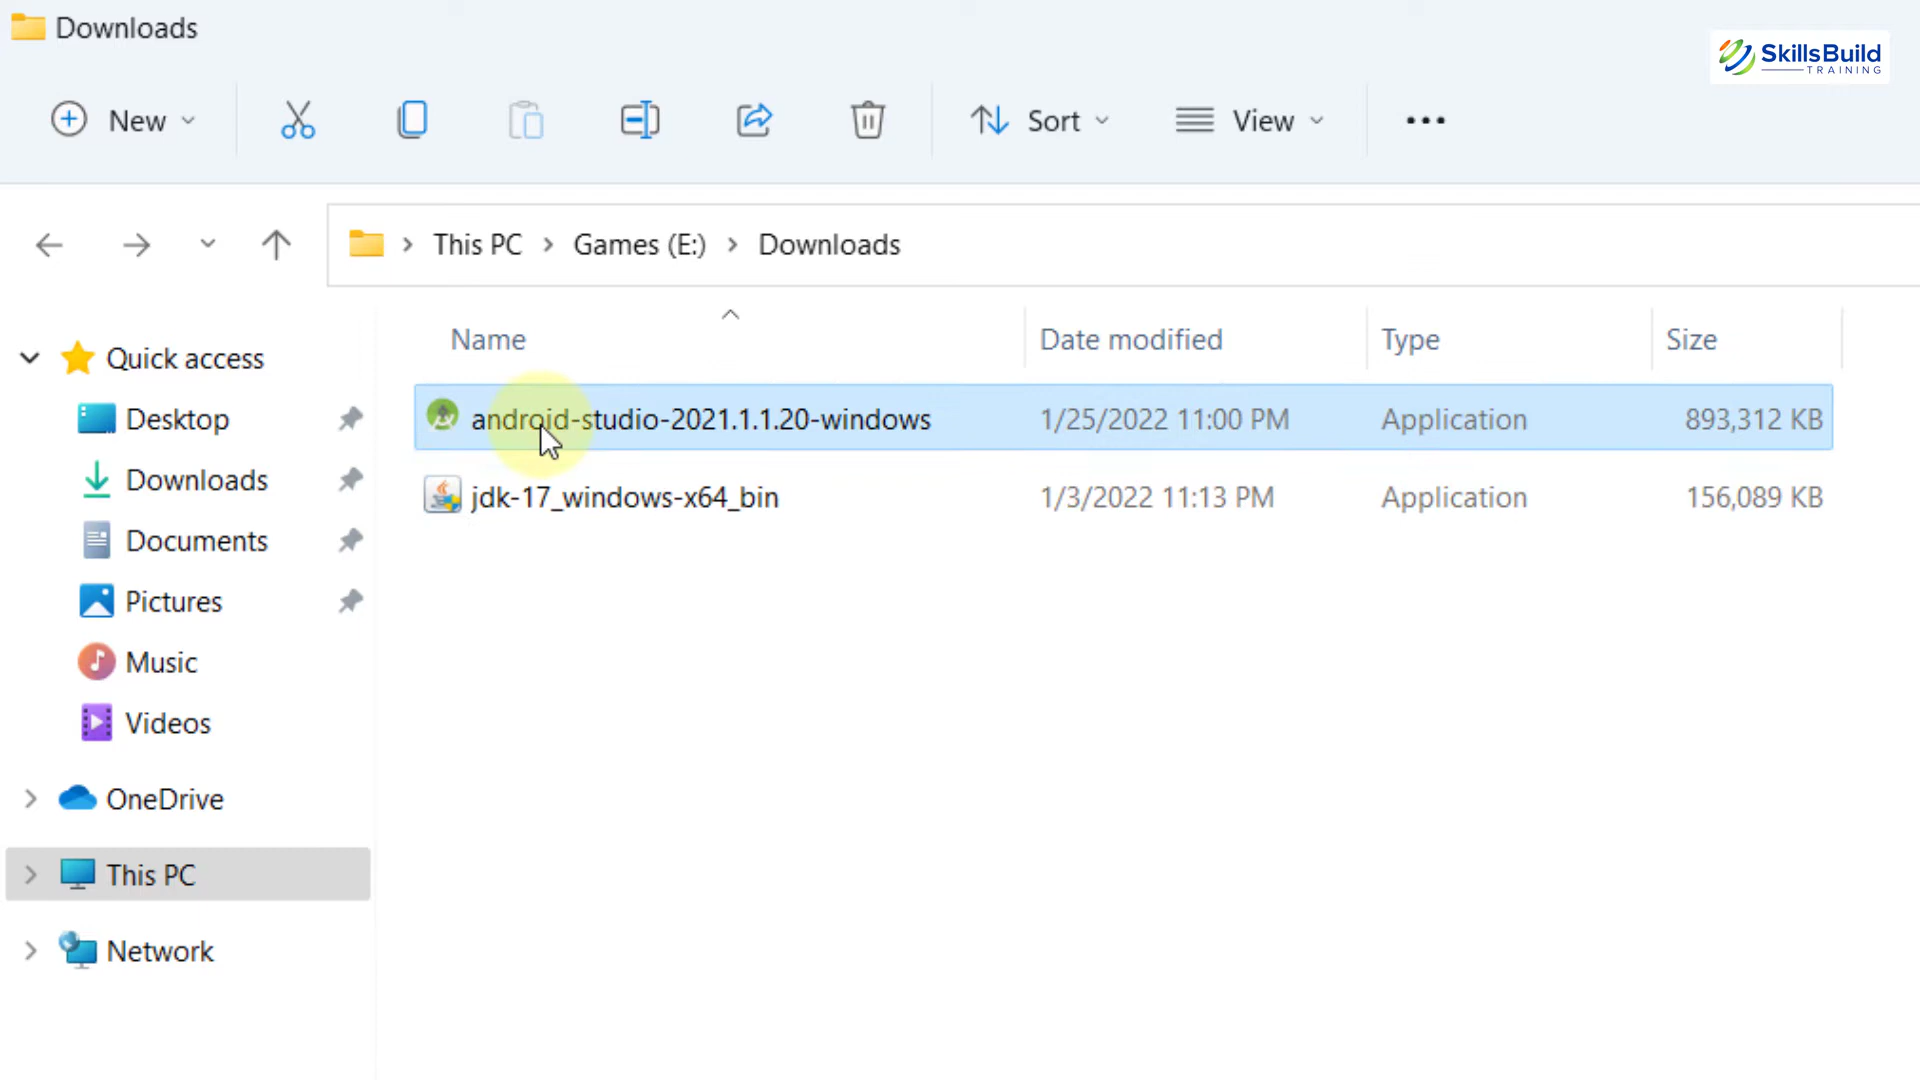 Downloads
SkillsBuild
TRAINING
New
Sort
View
This PC
Games (E:)
Downloads
Name
Date modified
Type
Size
Quick access
Desktop
Downloads
Documents
Pictures
Music
Videos
OneDrive
This PC
Network
android-studio-2021.1.1.20-windows 1/25/2022 11:00 PM Application 893,312 KB
jdk-17_windows-x64_bin 1/3/2022 11:13 PM Application 156,089 KB